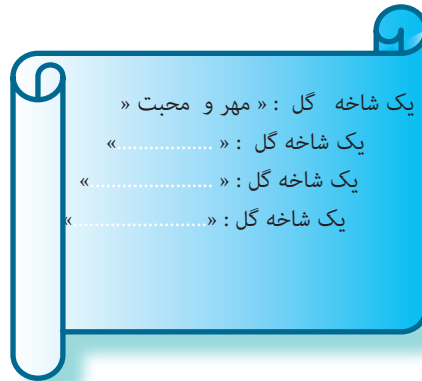 یک شاخه گل : « مهر و محبت «
یک شاخه گل : « ................»
یک شاخه گل : « ....................»
یک شاخه گل : «......................»